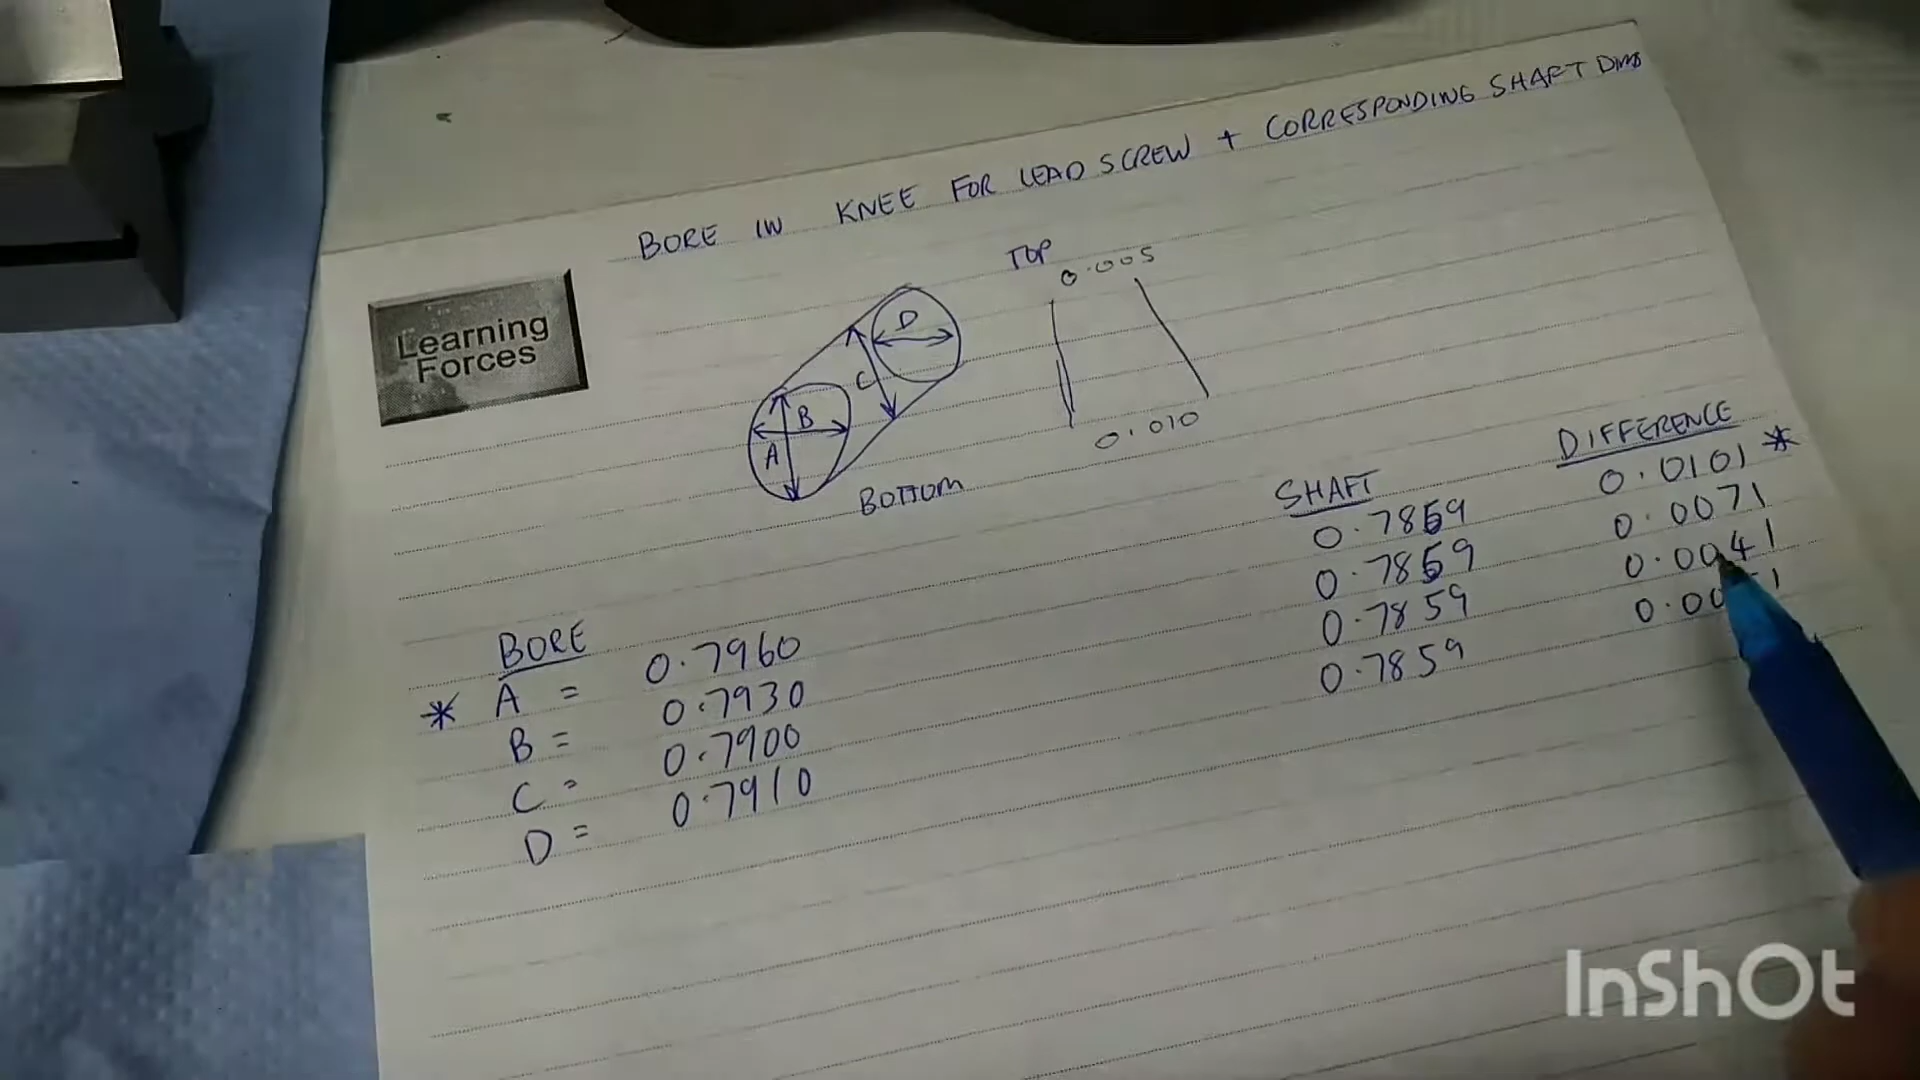 BORE IN KNEE FOR LEAD SCREW + CORRESPONDING SHAFT DIMS
Learning
Forces
TOP
0.005
D
C
B
A
0.010
BOTTOM
BORE SHAFT DIFFERENCE
* A = 0.7960 0.7859 0.0101 *
B = 0.7930 0.7859 0.0071
C = 0.7900 0.7859 0.0041
D = 0.7910 0.7859
InShOt